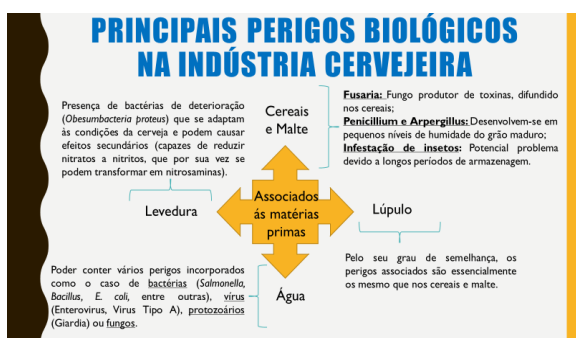 PRINCIPAIS PERIGOS BIOLÓGICOS
NA INDÚSTRIA CERVEJEIRA
Presença de bactérias de deterioração
(Obesumbacteria proteus) que se adaptam
às condições da cerveja e podem causar
efeitos secundários (capazes de reduzir
nitratos a nitritos, que por sua vez se
podem transformar em nitrosaminas).
Cereais
e Malte
Fusaria: Fungo produtor de toxinas, difundido
nos cereais;
Penicillium e Arpergillus: Desenvolvem-se em
pequenos níveis de humidade do grão maduro;
Infestação de insetos: Potencial problema
devido a longos períodos de armazenagem.
Levedura
Associados
ás matérias
primas
Lúpulo
Pelo seu grau de semelhança, os
perigos associados são essencialmente
os mesmo que nos cereais e malte.
Poder conter vários perigos incorporados
como o caso de bactérias (Salmonella,
Bacillus, E. coli, entre outras), vírus
(Enterovirus, Virus Tipo A), protozoários
(Giardia) ou fungos.
Água